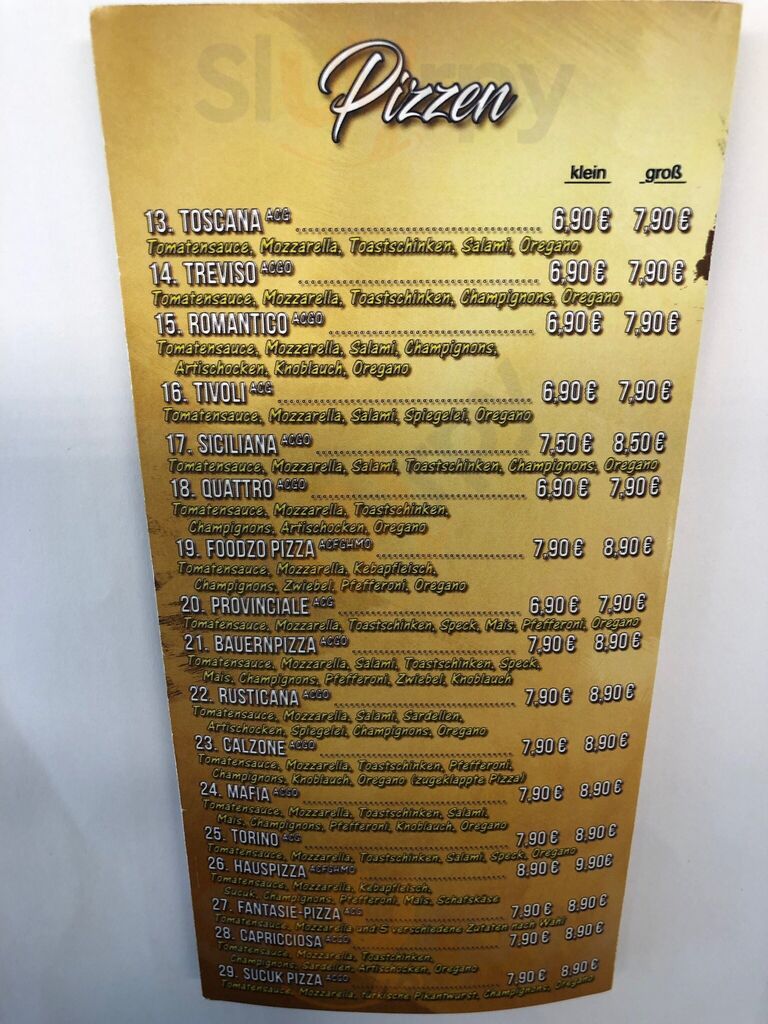 Slurpy
Pizzen
klein groß
13. TOSCANA ACG 6,90 € 7,90 €
Tomatensauce, Mozzarella, Toastschinken, Salami, Oregano
14. TREVISO ACGO 6,90 € 7,90 €
Tomatensauce, Mozzarella, Toastschinken, Champignons, Oregano
15. ROMANTICO ACGO 6,90 € 7,90 €
Tomatensauce, Mozzarella, Salami, Champignons,
Artischocken, Knoblauch, Oregano
16. TIVOLI ACG 6,90 € 7,90 €
Tomatensauce, Mozzarella, Salami, Spiegelei, Oregano
17. SICILIANA ACGO 7,50 € 8,50 €
Tomatensauce, Mozzarella, Salami, Toastschinken, Champignons, Oregano
18. QUATTRO ACGO 6,90 € 7,90 €
Tomatensauce, Mozzarella, Toastschinken,
Champignons, Artischocken, Oregano
19. FOODZO PIZZA ACFGHMO 7,90 € 8,90 €
Tomatensauce, Mozzarella, Kebapfleisch,
Champignons, Zwiebel, Pfefferoni, Oregano
20. PROVINCIALE ACG 6,90 € 7,90 €
Tomatensauce, Mozzarella, Toastschinken, Speck, Mais, Pfefferoni, Oregano
21. BAUERNPIZZA ACGO 7,90 € 8,90 €
Tomatensauce, Mozzarella, Salami, Toastschinken, Speck,
Mais, Champignons, Pfefferoni, Zwiebel, Knoblauch
22. RUSTICANA ACGO 7,90 € 8,90 €
Tomatensauce, Mozzarella, Salami, Sardellen,
Artischocken, Spiegelei, Champignons, Oregano
23. CALZONE ACGO 7,90 € 8,90 €
Tomatensauce, Mozzarella, Toastschinken, Pfefferoni,
Champignons, Knoblauch, Oregano (zugeklappte Pizza)
24. MAFIA ACGO 7,90 € 8,90 €
Tomatensauce, Mozzarella, Toastschinken, Salami,
Mais, Champignons, Pfefferoni, Knoblauch, Oregano
25. TORINO ACG 7,90 € 8,90 €
Tomatensauce, Mozzarella, Toastschinken, Salami, Speck, Oregano
26. HAUSPIZZA ACFGHMO 8,90 € 9,90€
Tomatensauce, Mozzarella, Kebapfleisch,
Sucuk, Champignons, Pfefferoni, Mais, Schafskäse
27. FANTASIE-PIZZA ACG 7,90 € 8,90 €
Tomatensauce, Mozzarella und 5 verschiedene Zutaten nach Wahl
28. CAPRICCIOSA ACGO 7,90 € 8,90 €
Tomatensauce, Mozzarella, Toastschinken,
Champignons, Sardellen, Artischocken, Oregano
29. SUCUK PIZZA ACGO 7,90 € 8,90 €
Tomatensauce, Mozzarella, türkische Pikantwurst, Champignons, Oregano